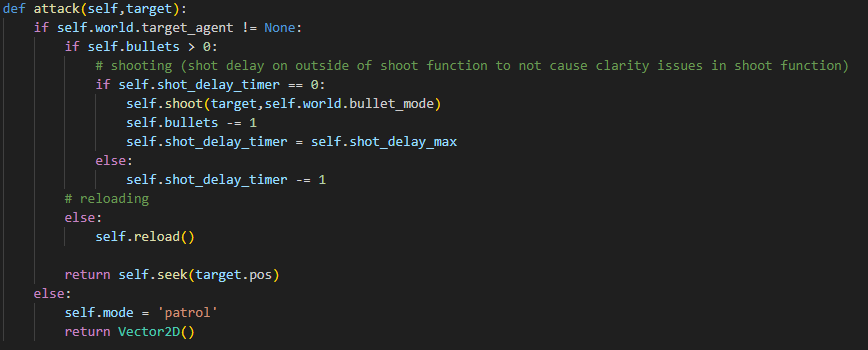 def attack(self,target):
    if self.world.target_agent != None:
        if self.bullets > 0:
            # shooting (shot delay on outside of shoot function to not cause clarity issues in shoot function)
            if self.shot_delay_timer == 0:
                self.shoot(target,self.world.bullet_mode)
                self.bullets -= 1
                self.shot_delay_timer = self.shot_delay_max
            else:
                self.shot_delay_timer -= 1
        # reloading
        else:
            self.reload()

        return self.seek(target.pos)
    else:
        self.mode = 'patrol'
        return Vector2D()